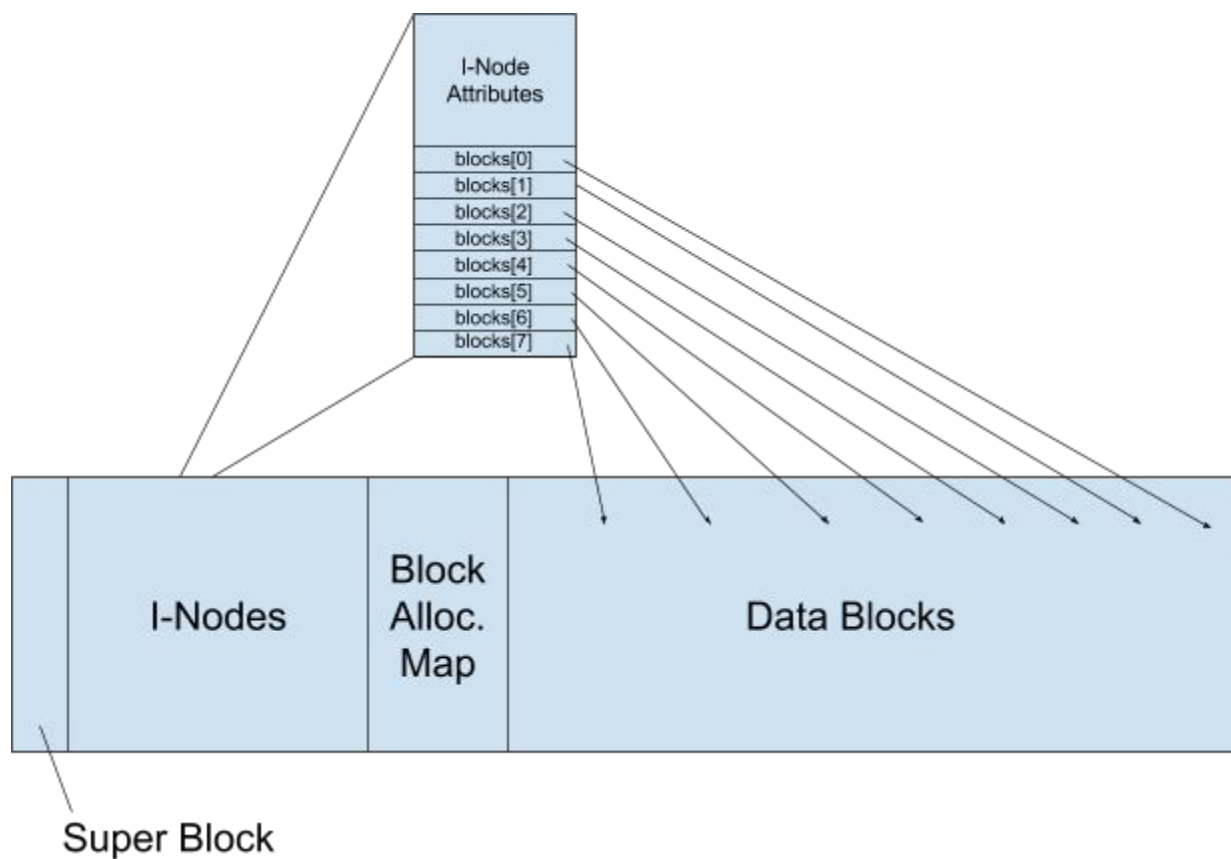 I-Node
Attributes
blocks[0]
blocks[1]
blocks[2]
blocks[3]
blocks[4]
blocks[5]
blocks[6]
blocks[7]
I-Nodes
Block
Alloc.
Map
Data Blocks
Super Block